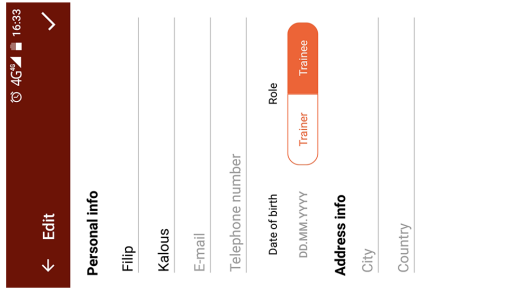 4G 4G 16:33
Edit
Personal info
Filip
Kalous
E-mail
Telephone number
Date of birth Role
DD.MM.YYYY Trainer Trainee
Address info
City
Country